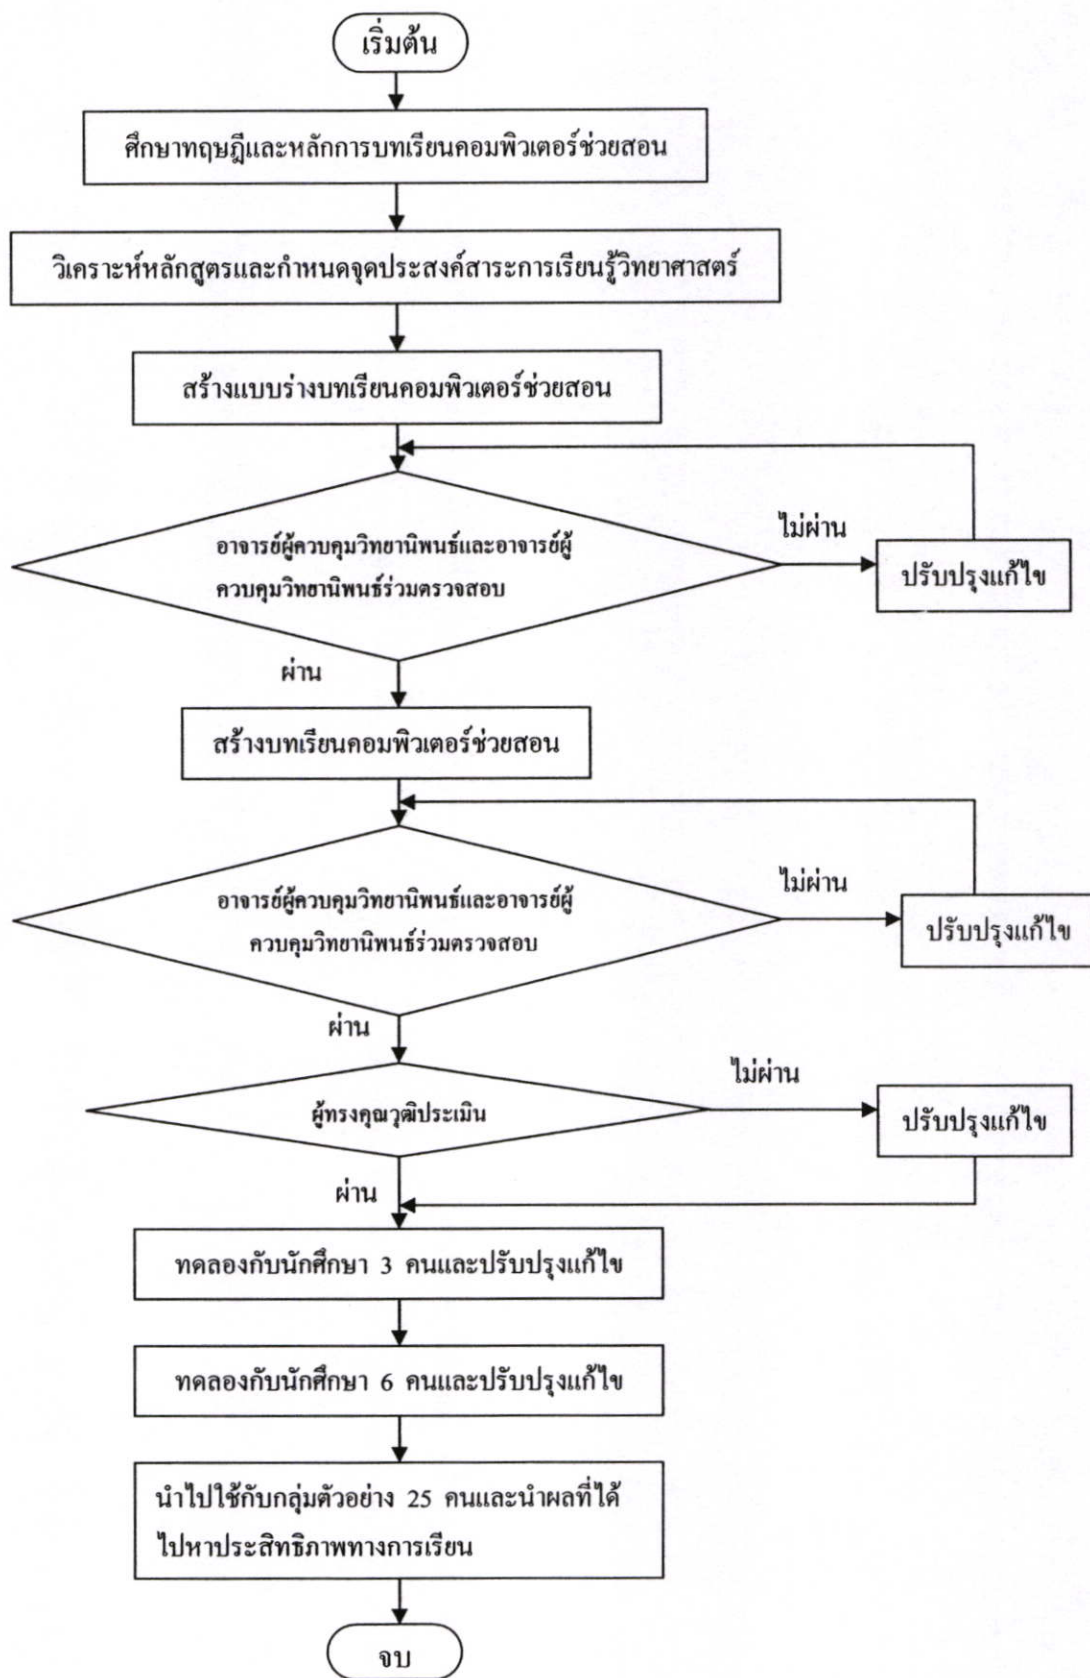 เริ่มต้น
ศึกษาทฤษฎีและหลักการบทเรียนคอมพิวเตอร์ช่วยสอน
วิเคราะห์หลักสูตรและกำหนดจุดประสงค์สาระการเรียนรู้วิทยาศาสตร์
สร้างแบบร่างบทเรียนคอมพิวเตอร์ช่วยสอน
อาจารย์ผู้ควบคุมวิทยานิพนธ์และอาจารย์ผู้
ควบคุมวิทยานิพนธ์ร่วมตรวจสอบ
ไม่ผ่าน
ปรับปรุงแก้ไข
ผ่าน
สร้างบทเรียนคอมพิวเตอร์ช่วยสอน
อาจารย์ผู้ควบคุมวิทยานิพนธ์และอาจารย์ผู้
ควบคุมวิทยานิพนธ์ร่วมตรวจสอบ
ไม่ผ่าน
ปรับปรุงแก้ไข
ผ่าน
ผู้ทรงคุณวุฒิประเมิน
ไม่ผ่าน
ปรับปรุงแก้ไข
ผ่าน
ทดลองกับนักศึกษา 3 คนและปรับปรุงแก้ไข
ทดลองกับนักศึกษา 6 คนและปรับปรุงแก้ไข
นำไปใช้กับกลุ่มตัวอย่าง 25 คนและนำผลที่ได้
ไปหาประสิทธิภาพทางการเรียน
จบ